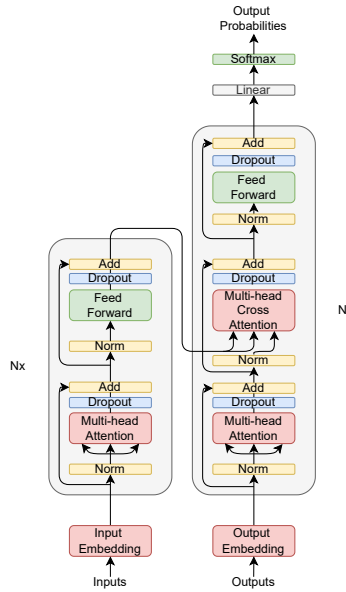 Output
Probabilities
Softmax
Linear
Add
Dropout
Feed
Forward
Norm
Add
Dropout
Multi-head
Cross
Attention
Norm
Add
Dropout
Multi-head
Attention
Norm
Output
Embedding
Outputs
N
Add
Dropout
Feed
Forward
Norm
Nx
Add
Dropout
Multi-head
Attention
Norm
Input
Embedding
Inputs